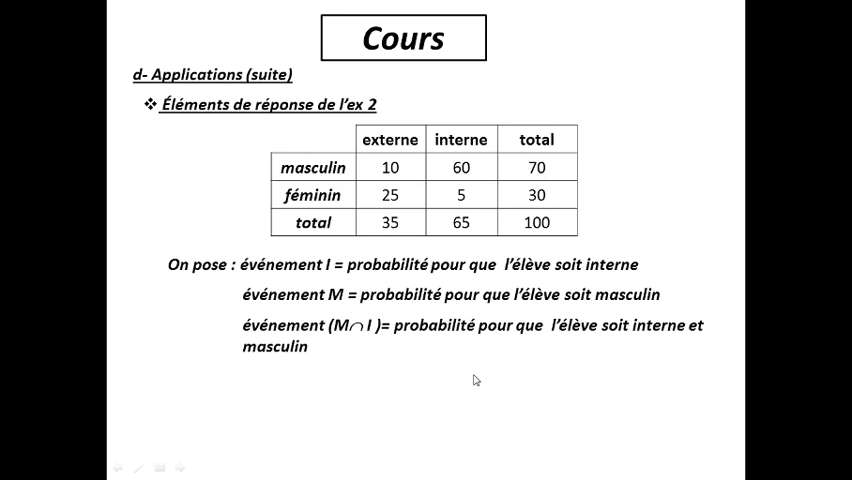 Cours
d- Applications (suite)
❖ Éléments de réponse de l'ex 2
externe interne total
masculin 10 60 70
féminin 25 5 30
total 35 65 100
On pose : événement I = probabilité pour que l'élève soit interne
événement M = probabilité pour que l'élève soit masculin
événement (M∩ I )= probabilité pour que l'élève soit interne et
masculin